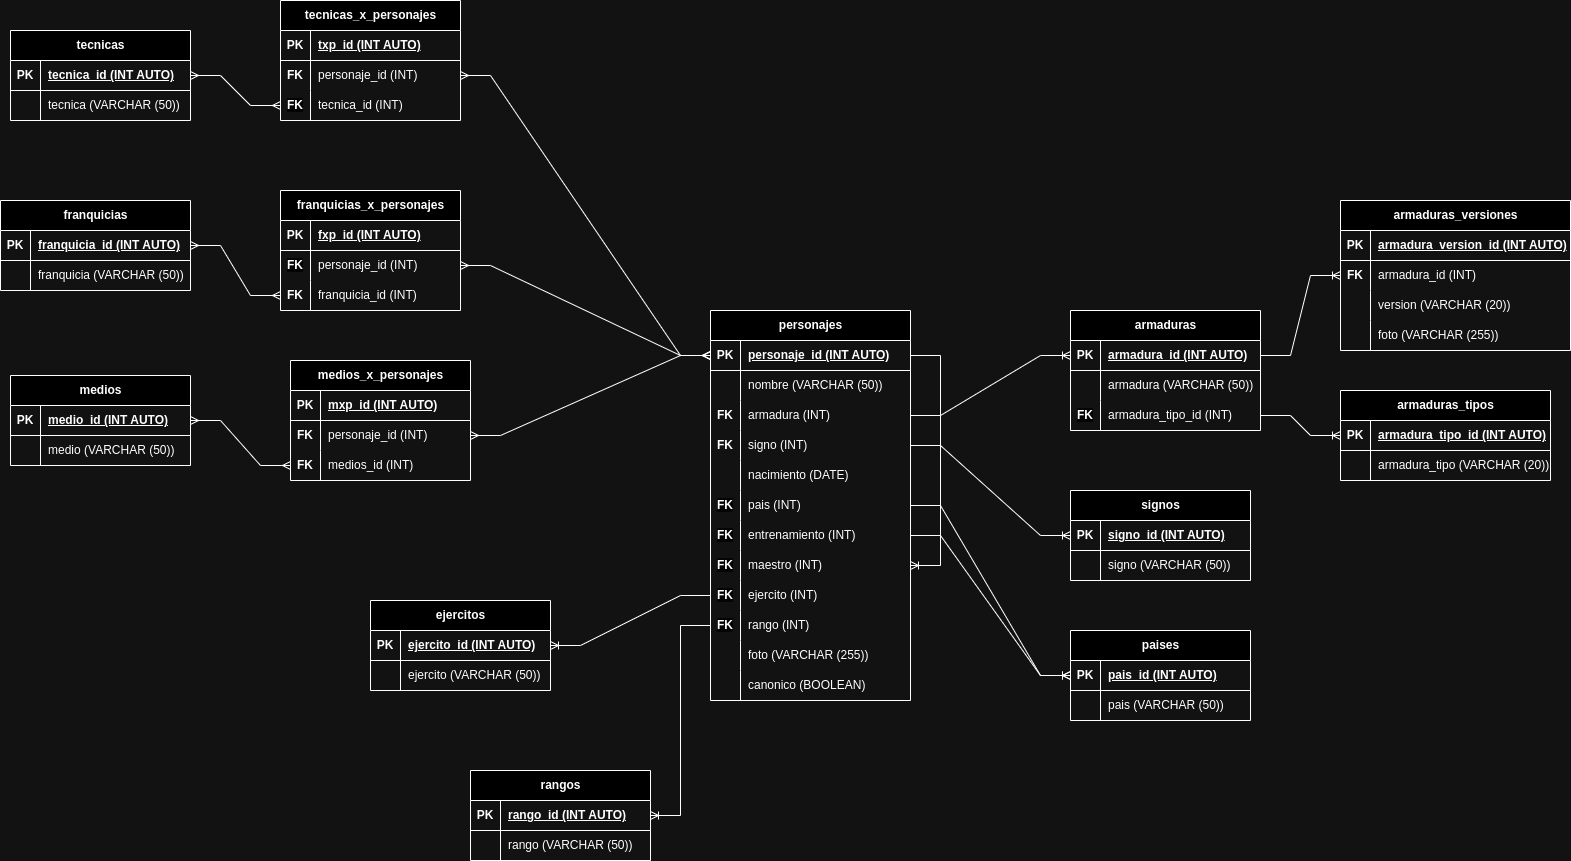 tecnicas_x_personajes
PK txp_id (INT AUTO)
FK personaje_id (INT)
FK tecnica_id (INT)
tecnicas
PK tecnica_id (INT AUTO)
tecnica (VARCHAR (50))
franquicias_x_personajes
PK fxp_id (INT AUTO)
FK personaje_id (INT)
FK franquicia_id (INT)
franquicias
PK franquicia_id (INT AUTO)
franquicia (VARCHAR (50))
medios_x_personajes
PK mxp_id (INT AUTO)
FK personaje_id (INT)
FK medios_id (INT)
medios
PK medio_id (INT AUTO)
medio (VARCHAR (50))
personajes
PK personaje_id (INT AUTO)
nombre (VARCHAR (50))
FK armadura (INT)
FK signo (INT)
nacimiento (DATE)
FK pais (INT)
FK entrenamiento (INT)
FK maestro (INT)
FK ejercito (INT)
FK rango (INT)
foto (VARCHAR (255))
canonico (BOOLEAN)
armaduras
PK armadura_id (INT AUTO)
armadura (VARCHAR (50))
FK armadura_tipo_id (INT)
armaduras_versiones
PK armadura_version_id (INT AUTO)
FK armadura_id (INT)
version (VARCHAR (20))
foto (VARCHAR (255))
armaduras_tipos
PK armadura_tipo_id (INT AUTO)
armadura_tipo (VARCHAR (20))
signos
PK signo_id (INT AUTO)
signo (VARCHAR (50))
paises
PK pais_id (INT AUTO)
pais (VARCHAR (50))
ejercitos
PK ejercito_id (INT AUTO)
ejercito (VARCHAR (50))
rangos
PK rango_id (INT AUTO)
rango (VARCHAR (50))